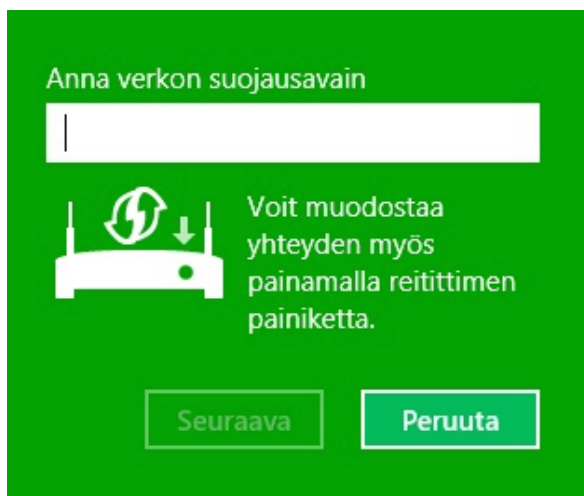 Anna verkon suojausavain
Voit muodostaa
yhteyden myös
painamalla reitittimen
painiketta.
Seuraava
Peruuta